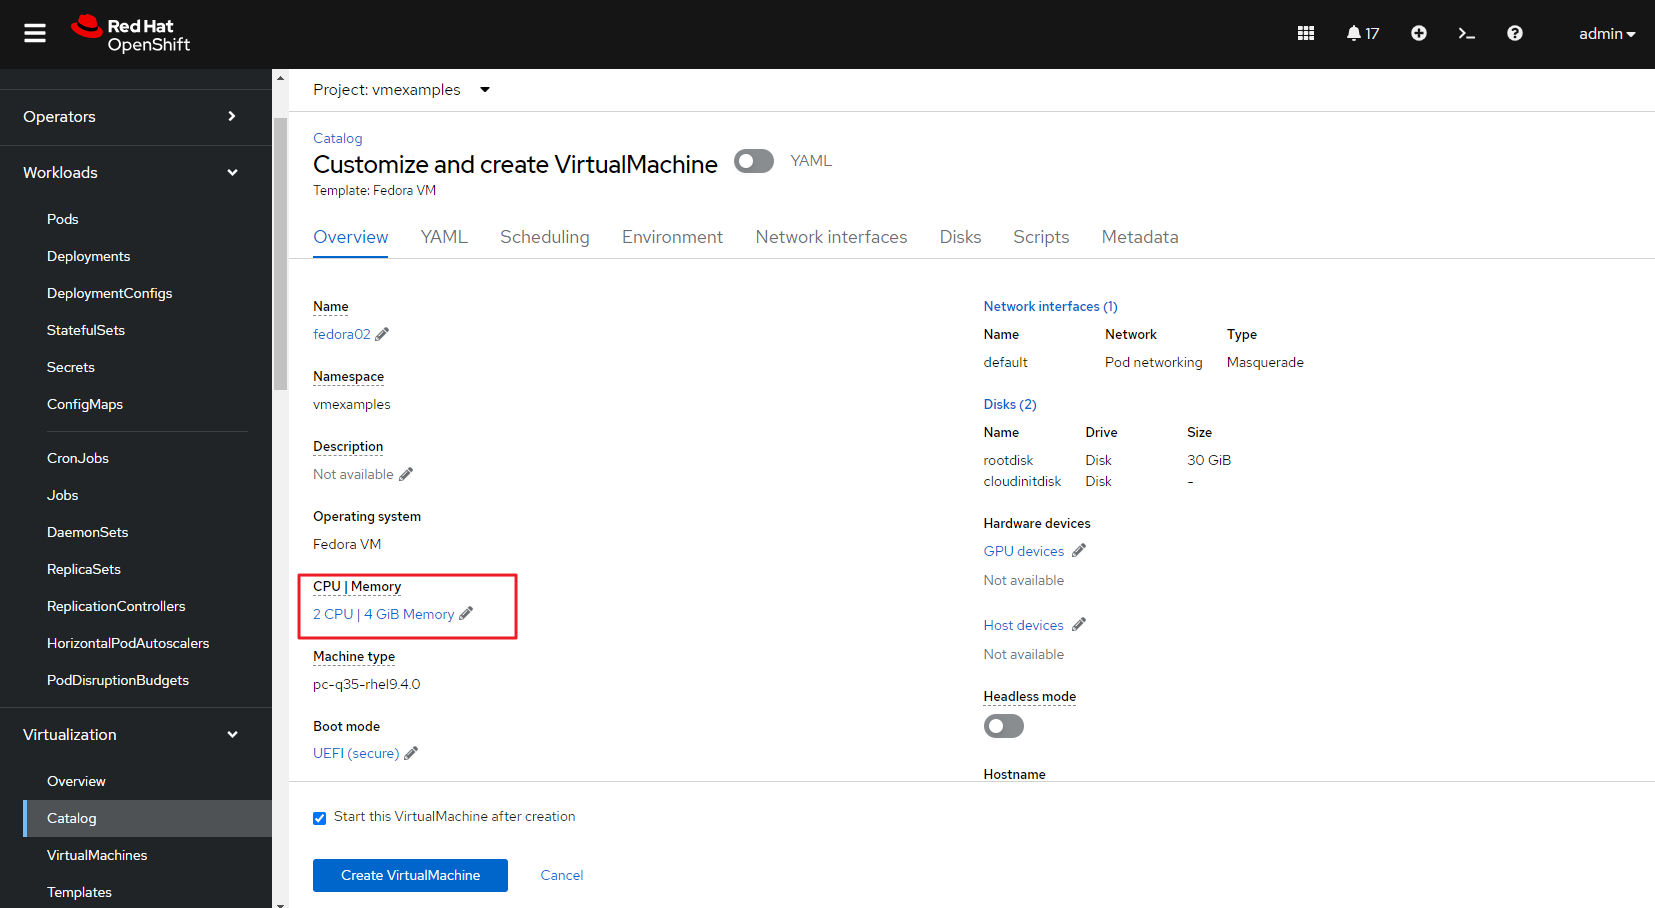 Red Hat
OpenShift
17
admin
Operators
Workloads
Pods
Deployments
DeploymentConfigs
StatefulSets
Secrets
ConfigMaps
CronJobs
Jobs
DaemonSets
ReplicaSets
ReplicationControllers
HorizontalPodAutoscalers
PodDisruptionBudgets
Virtualization
Overview
Catalog
VirtualMachines
Templates
Project: vmexamples
Catalog
Customize and create VirtualMachine YAML
Template: Fedora VM
Overview YAML Scheduling Environment Network interfaces Disks Scripts Metadata
Name
fedora02
Namespace
vmexamples
Description
Not available
Operating system
Fedora VM
CPU | Memory
2 CPU | 4 GiB Memory
Machine type
pc-q35-rhel9.4.0
Boot mode
UEFI (secure)
Network interfaces (1)
Name Network Type
default Pod networking Masquerade
Disks (2)
Name Drive Size
rootdisk Disk 30 GiB
cloudinitdisk Disk -
Hardware devices
GPU devices
Not available
Host devices
Not available
Headless mode
Hostname
Start this VirtualMachine after creation
Create VirtualMachine Cancel